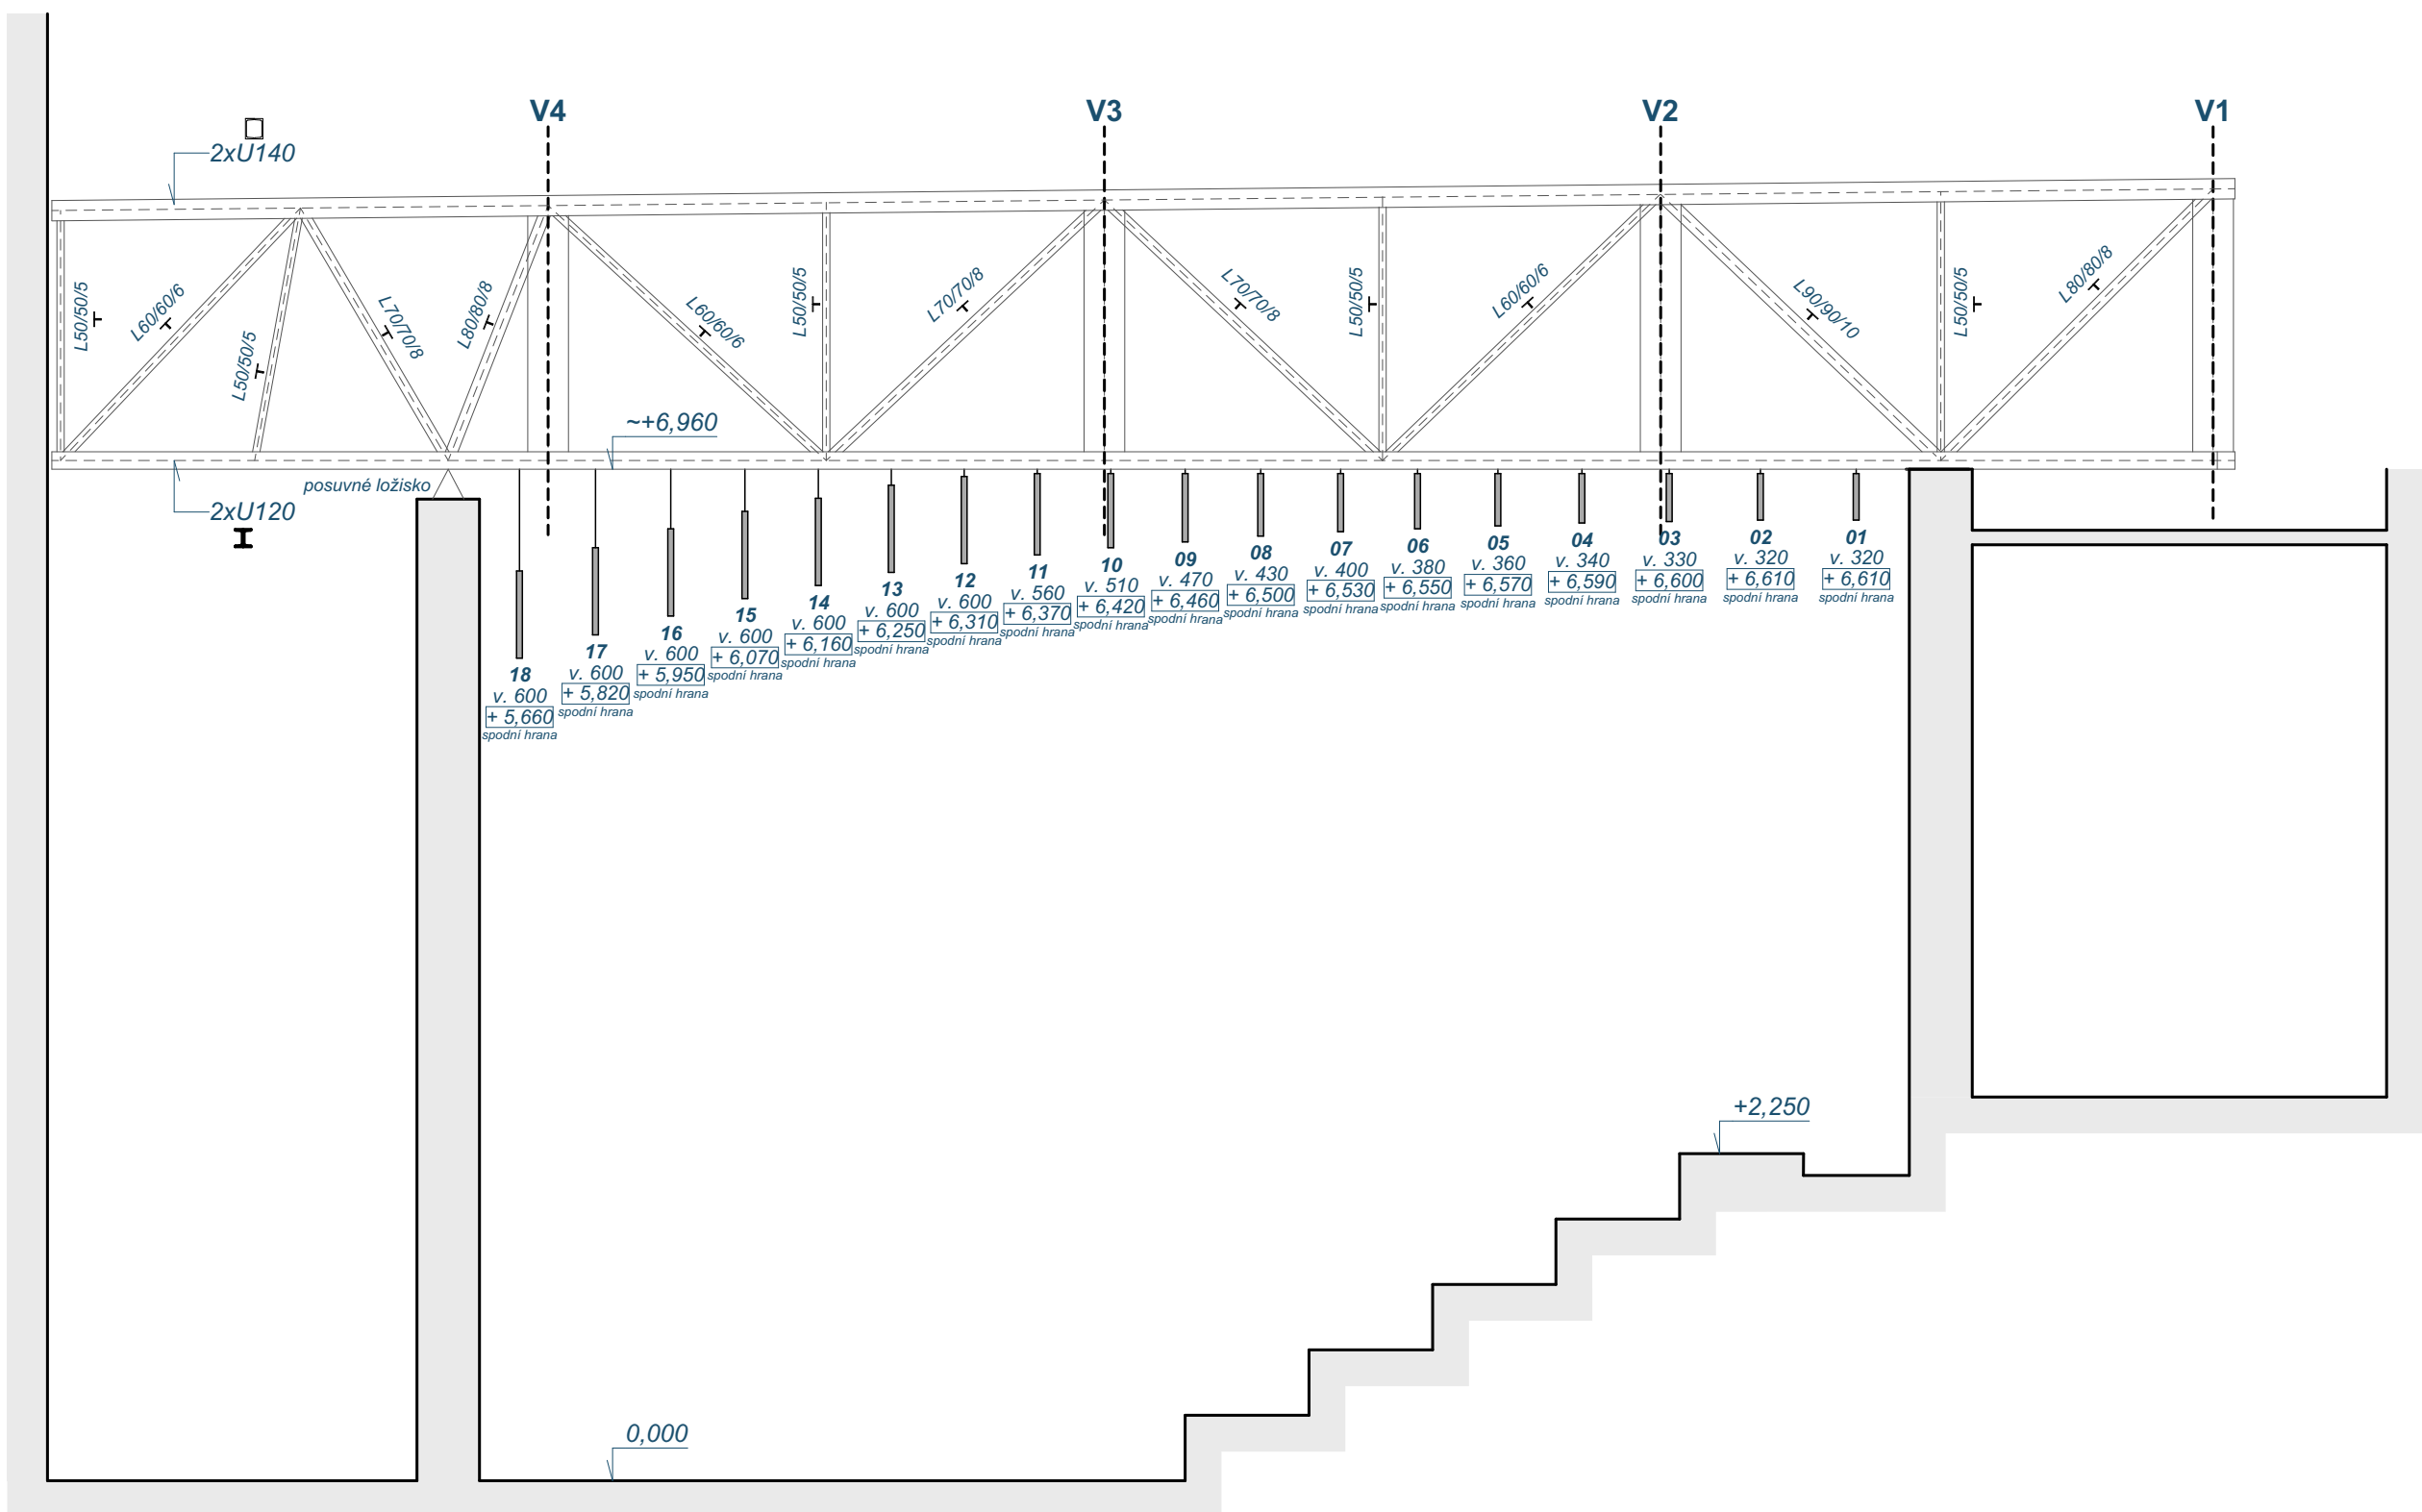 V4
V3
V2
V1
2xU140
L50/50/5
L60/60/6
L50/50/5
L70/70/8
L80/80/8
L60/60/6
L50/50/5
L70/70/8
L70/70/8
L50/50/5
L60/60/6
L90/90/10
L50/50/5
L80/80/8
~+6,960
posuvné ložisko
2xU120
18
v. 600
+ 5,660
spodní hrana
17
v. 600
+ 5,820
spodní hrana
16
v. 600
+ 5,950
spodní hrana
15
v. 600
+ 6,070
spodní hrana
14
v. 600
+ 6,160
spodní hrana
13
v. 600
+ 6,250
spodní hrana
12
v. 600
+ 6,310
spodní hrana
11
v. 560
+ 6,370
spodní hrana
10
v. 510
+ 6,420
spodní hrana
09
v. 470
+ 6,460
spodní hrana
08
v. 430
+ 6,500
spodní hrana
07
v. 400
+ 6,530
spodní hrana
06
v. 380
+ 6,550
spodní hrana
05
v. 360
+ 6,570
spodní hrana
04
v. 340
+ 6,590
spodní hrana
03
v. 330
+ 6,600
spodní hrana
02
v. 320
+ 6,610
spodní hrana
01
v. 320
+ 6,610
spodní hrana
+2,250
0,000